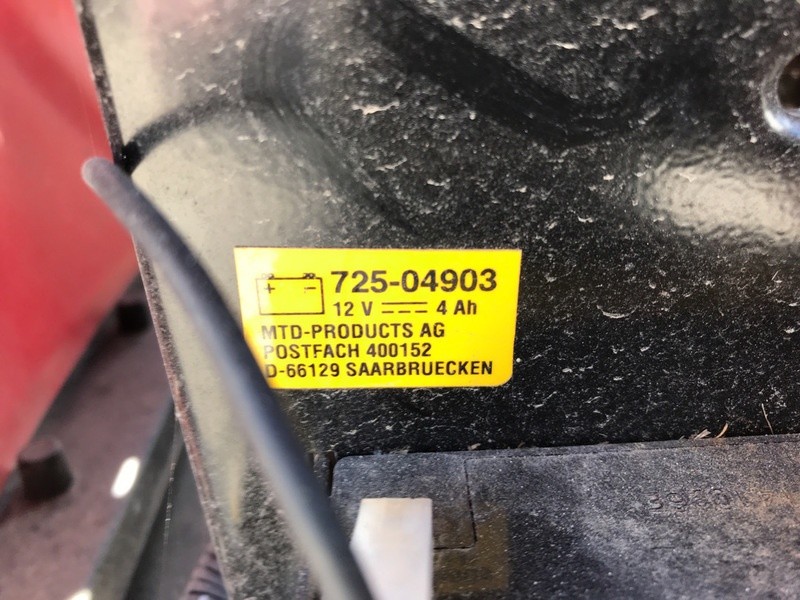 725-04903
12 V 4 Ah
MTD-PRODUCTS AG
POSTFACH 400152
D-66129 SAARBRUECKEN